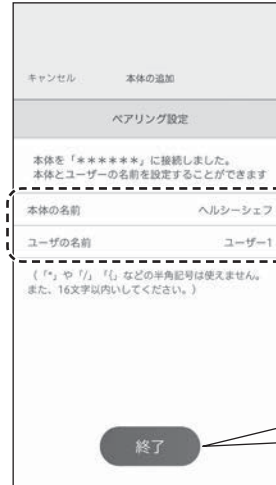 キャンセル 本体の追加
ペアリング設定
本体を「******」に接続しました。
本体とユーザーの名前を設定することができます
本体の名前 ヘルシーシェフ
ユーザの名前 ユーザー1
(「*」や「/」「{」などの半角記号は使えません。
また、16文字以内いしてください。)
終了